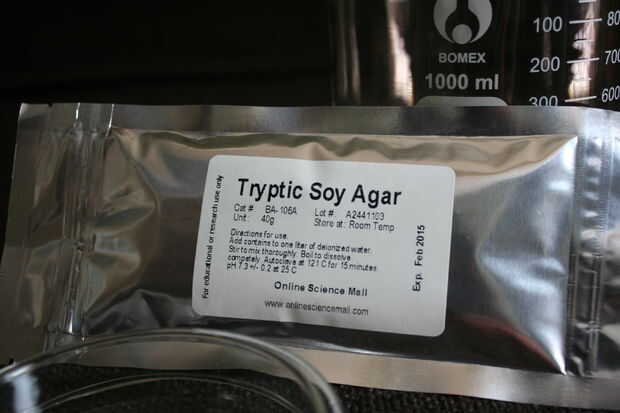 BOMEX
1000 ml
100 80
200 700
300 600
Tryptic Soy Agar
Cat # BA-106A Lot # A2441103
Unit: 40g Store at: Room Temp
Directions for use.
Add contains to one liter of deionized water.
Stir to mix thoroughly. Boil to dissolve
competely. Autoclave at 121 C for 15 minutes.
pH 7.3 +/- 0.2 at 25 C
Online Science Mall
www.onlinesciencemall.com
For educational or research use only
Exp. Feb 2015